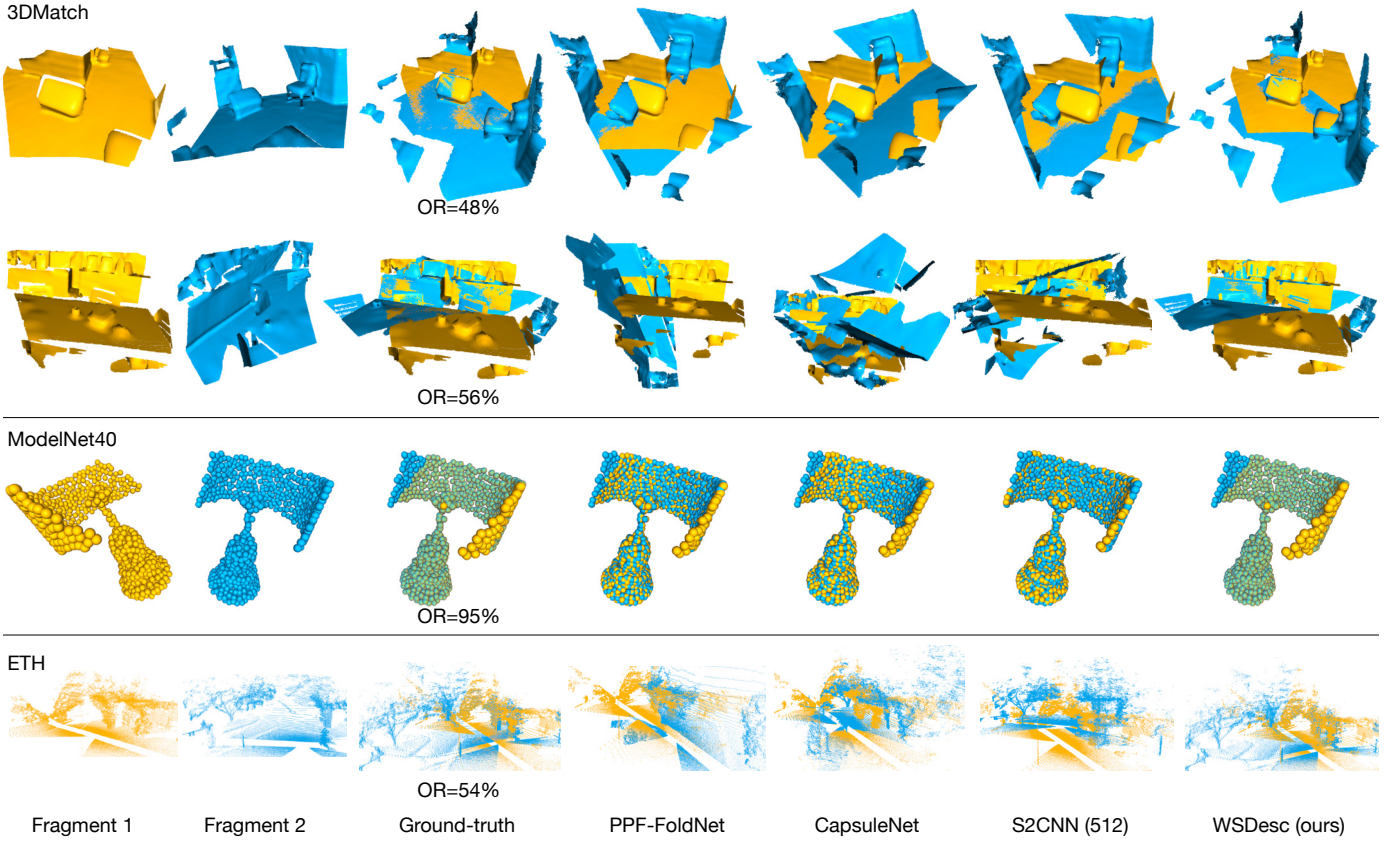 3DMatch
OR=48%
OR=56%
ModelNet40
OR=95%
ETH
OR=54%
Fragment 1 Fragment 2 Ground-truth PPF-FoldNet CapsuleNet S2CNN (512) WSDesc (ours)